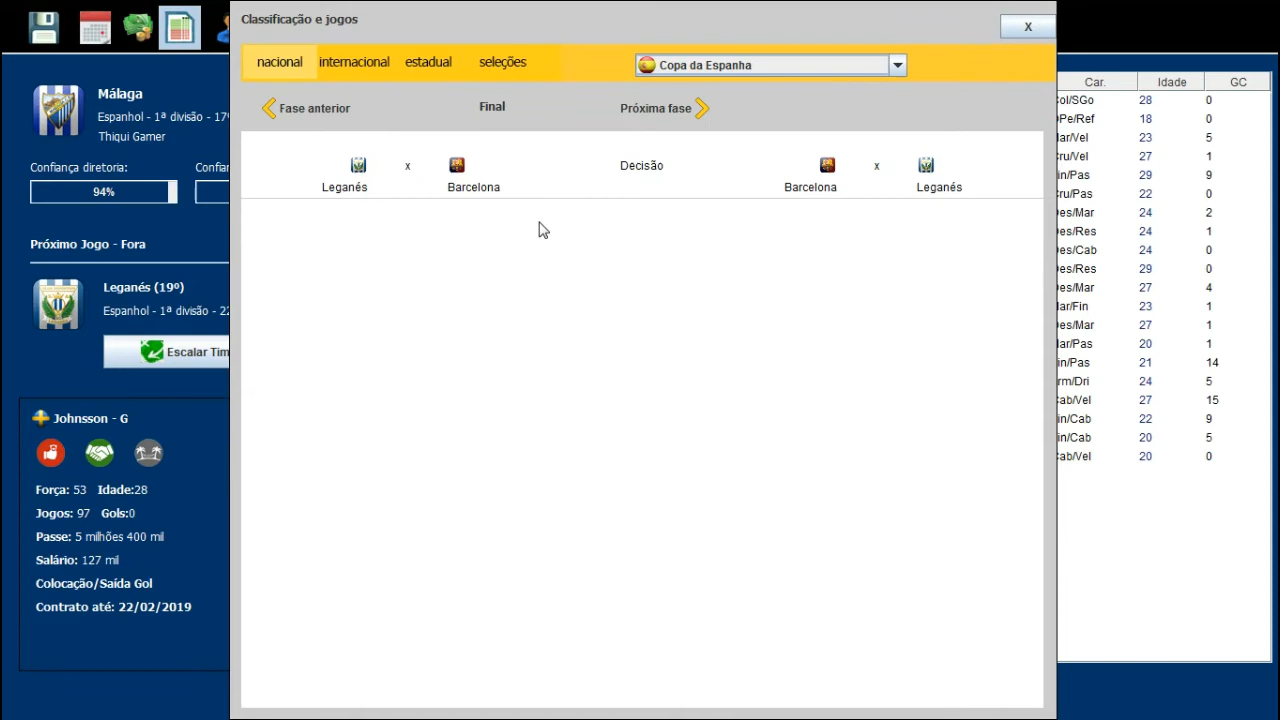 Classificação e jogos
X
nacional internacional estadual seleções Copa da Espanha
Fase anterior Final Próxima fase
x Decisão x
Leganés Barcelona Barcelona Leganés
Málaga
Espanhol - 1ª divisão - 17º
Thiqui Gamer
Confiança diretoria:
94%
Próximo Jogo - Fora
Leganés (19º)
Espanhol - 1ª divisão - 22
Escalar Tim
Johnsson - G
Força: 53 Idade:28
Jogos: 97 Gols:0
Passe: 5 milhões 400 mil
Salário: 127 mil
Colocação/Saída Gol
Contrato até: 22/02/2019
Car. Idade GC
Col/SGo 28 0
/Ref 18 0
Mar/Vel 23 5
Cru/Vel 27 1
Fin/Pas 29 9
Cru/Pas 22 0
Des/Mar 24 2
Des/Res 24 1
Des/Cab 24 0
Des/Res 29 0
Des/Mar 27 4
Mar/Fin 23 1
Des/Mar 27 1
Mar/Pas 20 1
Fin/Pas 21 14
Arm/Dri 24 5
Cab/Vel 27 15
Fin/Cab 22 9
Fin/Cab 20 5
Cab/Vel 20 0